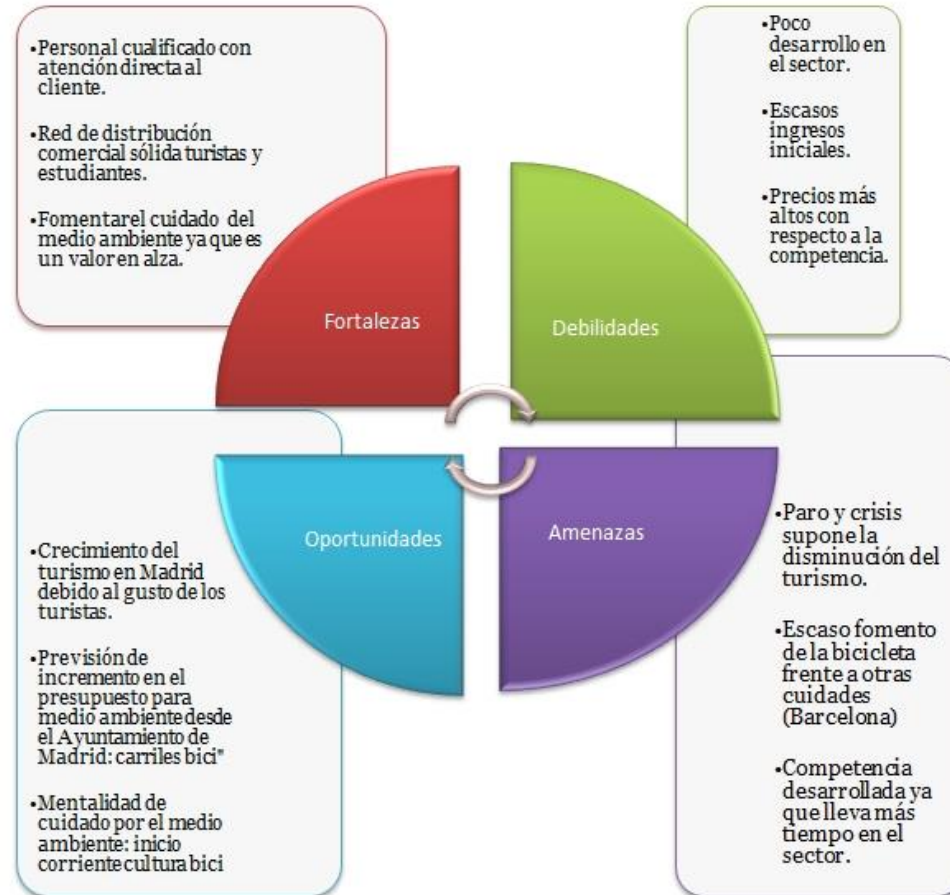 •Personal cualificado con
atención directa al
cliente.
•Red de distribución
comercial sólida turistas y
estudiantes.
•Fomentarel cuidado del
medio ambiente ya que es
un valor en alza.
Fortalezas
•Poco
desarrollo en
el sector.
•Escasos
ingresos
iniciales.
•Precios más
altos con
respecto a la
competencia.
Debilidades
Oportunidades
•Crecimiento del
turismo en Madrid
debido al gusto de los
turistas.
•Previsión de
incremento en el
presupuesto para
medio ambiente desde
el Ayuntamiento de
Madrid: carriles bici"
•Mentalidad de
cuidado por el medio
ambiente: inicio
corriente cultura bici
Amenazas
•Paro y crisis
supone la
disminución del
turismo.
•Escaso fomento
de la bicicleta
frente a otras
cuidades
(Barcelona)
•Competencia
desarrollada ya
que lleva más
tiempo en el
sector.